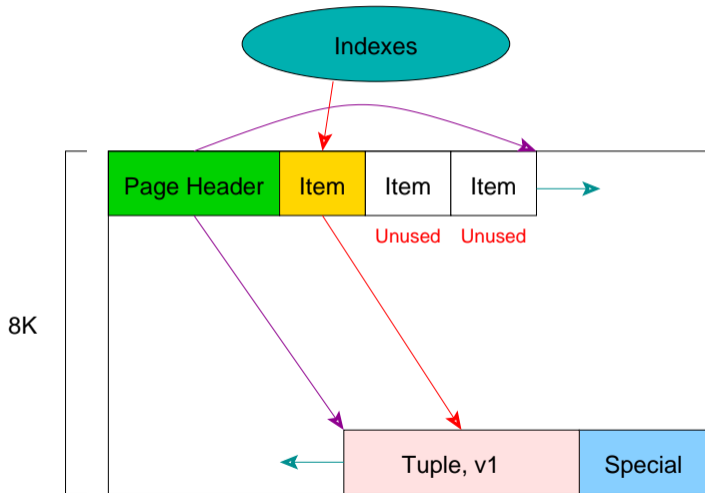 Indexes
Page Header Item Item Item
Unused Unused
8K
Tuple, v1 Special